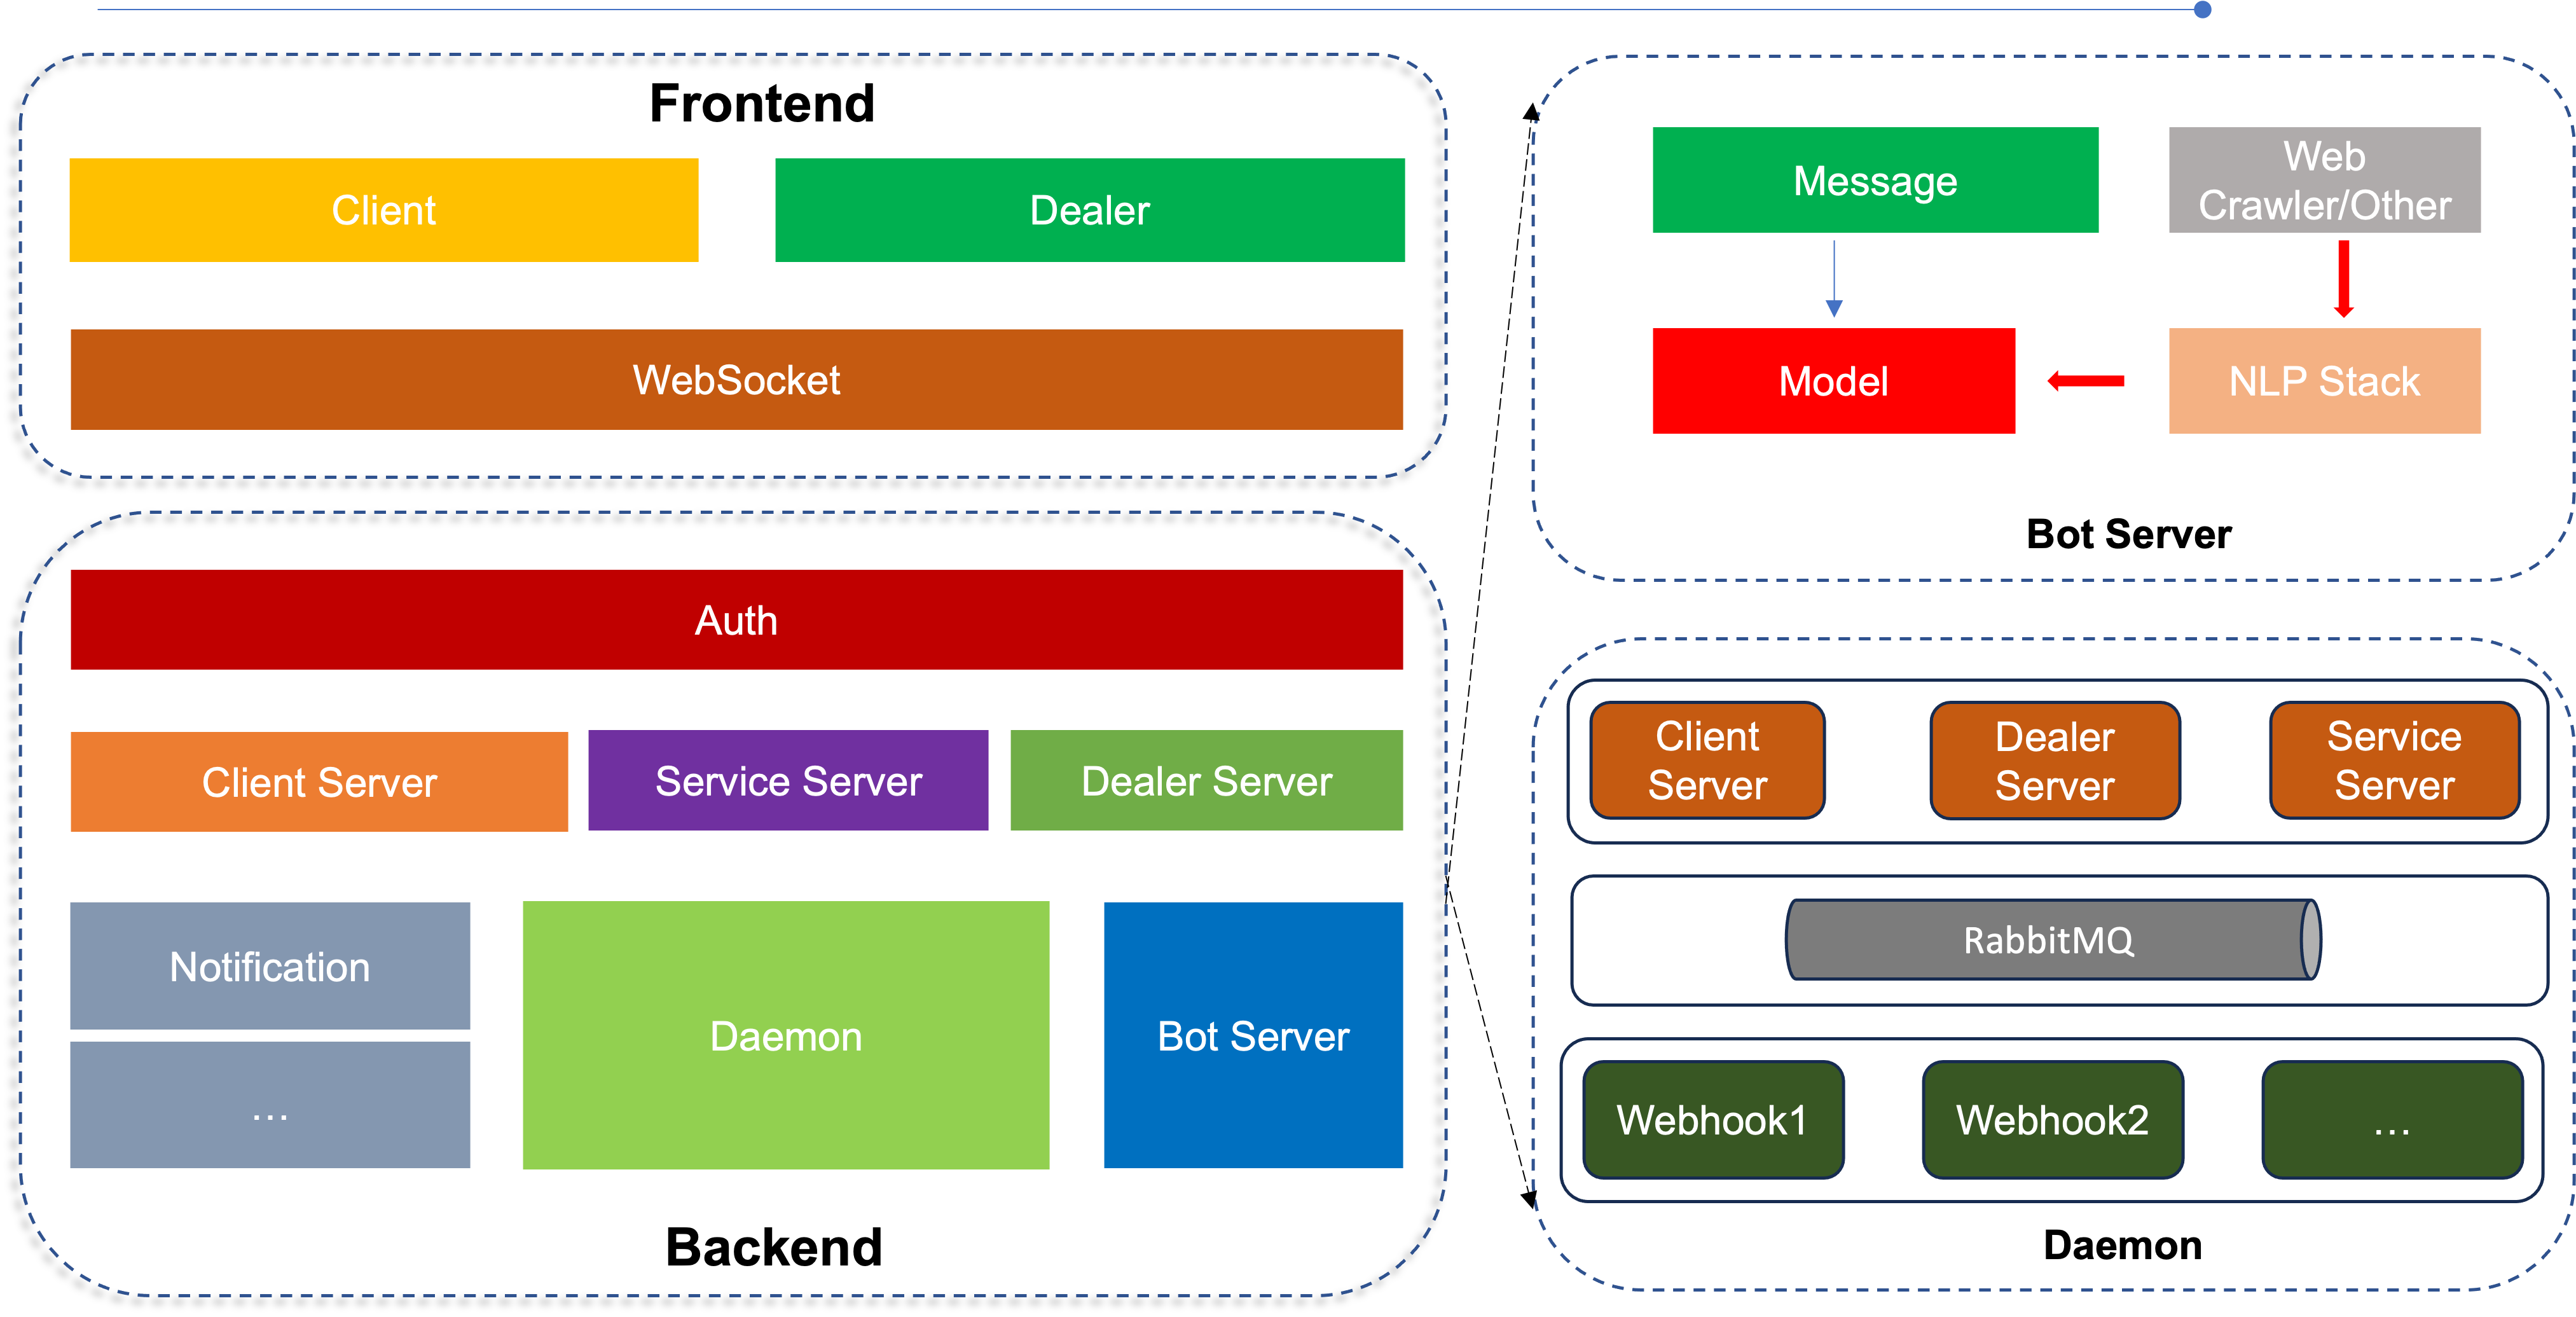 Frontend
Client
Dealer
WebSocket
Auth
Client Server
Service Server
Dealer Server
Notification
...
Daemon
Bot Server
Backend
Message
Web
Crawler/Other
Model
NLP Stack
Bot Server
Client
Server
Dealer
Server
Service
Server
RabbitMQ
Webhook1
Webhook2
...
Daemon